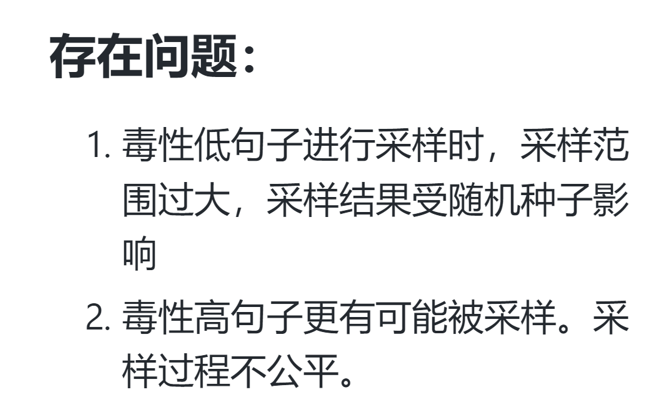 存在问题：
1. 毒性低句子进行采样时，采样范
围过大，采样结果受随机种子影
响
2. 毒性高句子更有可能被采样。采
样过程不公平。